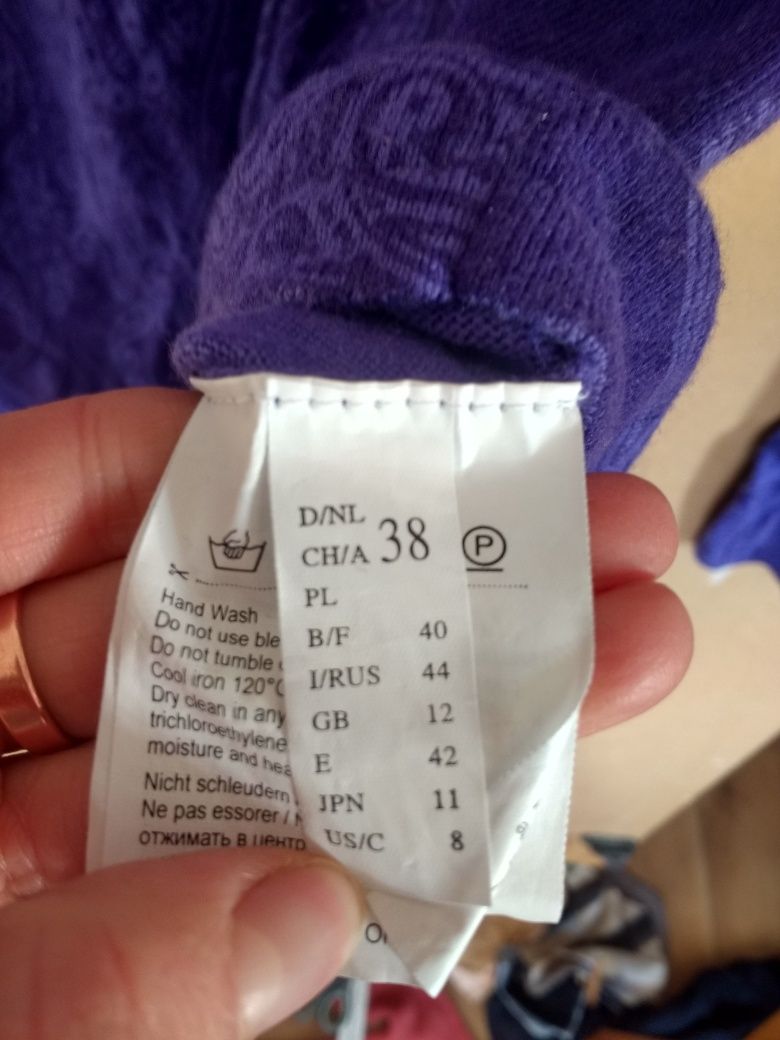 D/NL
CH/A 38
PL
B/F 40
I/RUS 44
GB 12
E 42
JPN 11
US/C 8
P
Hand Wash
Do not use
Do not tumble
Cool iron 120°C
Dry clean in any
trichloroethylene
moisture and
Nicht schleudern
Ne pas essorer /
отжимать в